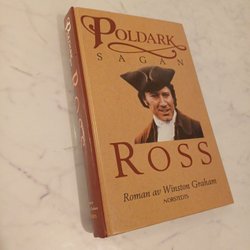 POLDARK
SAGAN
ROSS
Roman av Winston Graham
NORSTEDTS